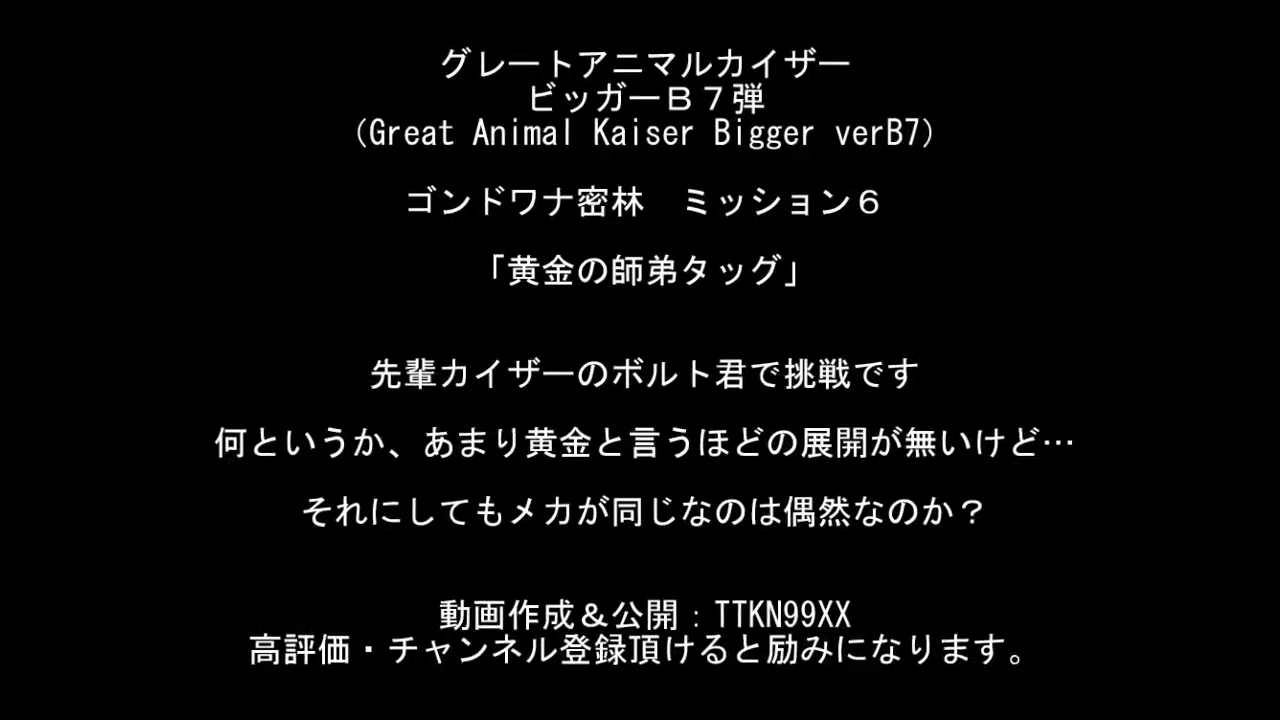 グレートアニマルカイザー
ビッガーＢ７弾
（Great Animal Kaiser Bigger verB7）
ゴンドワナ密林　ミッション６
「黄金の師弟タッグ」
先輩カイザーのボルト君で挑戦です
何というか、あまり黄金と言うほどの展開が無いけど…
それにしてもメカが同じなのは偶然なのか？
動画作成＆公開：TTKN99XX
高評価・チャンネル登録頂けると励みになります。